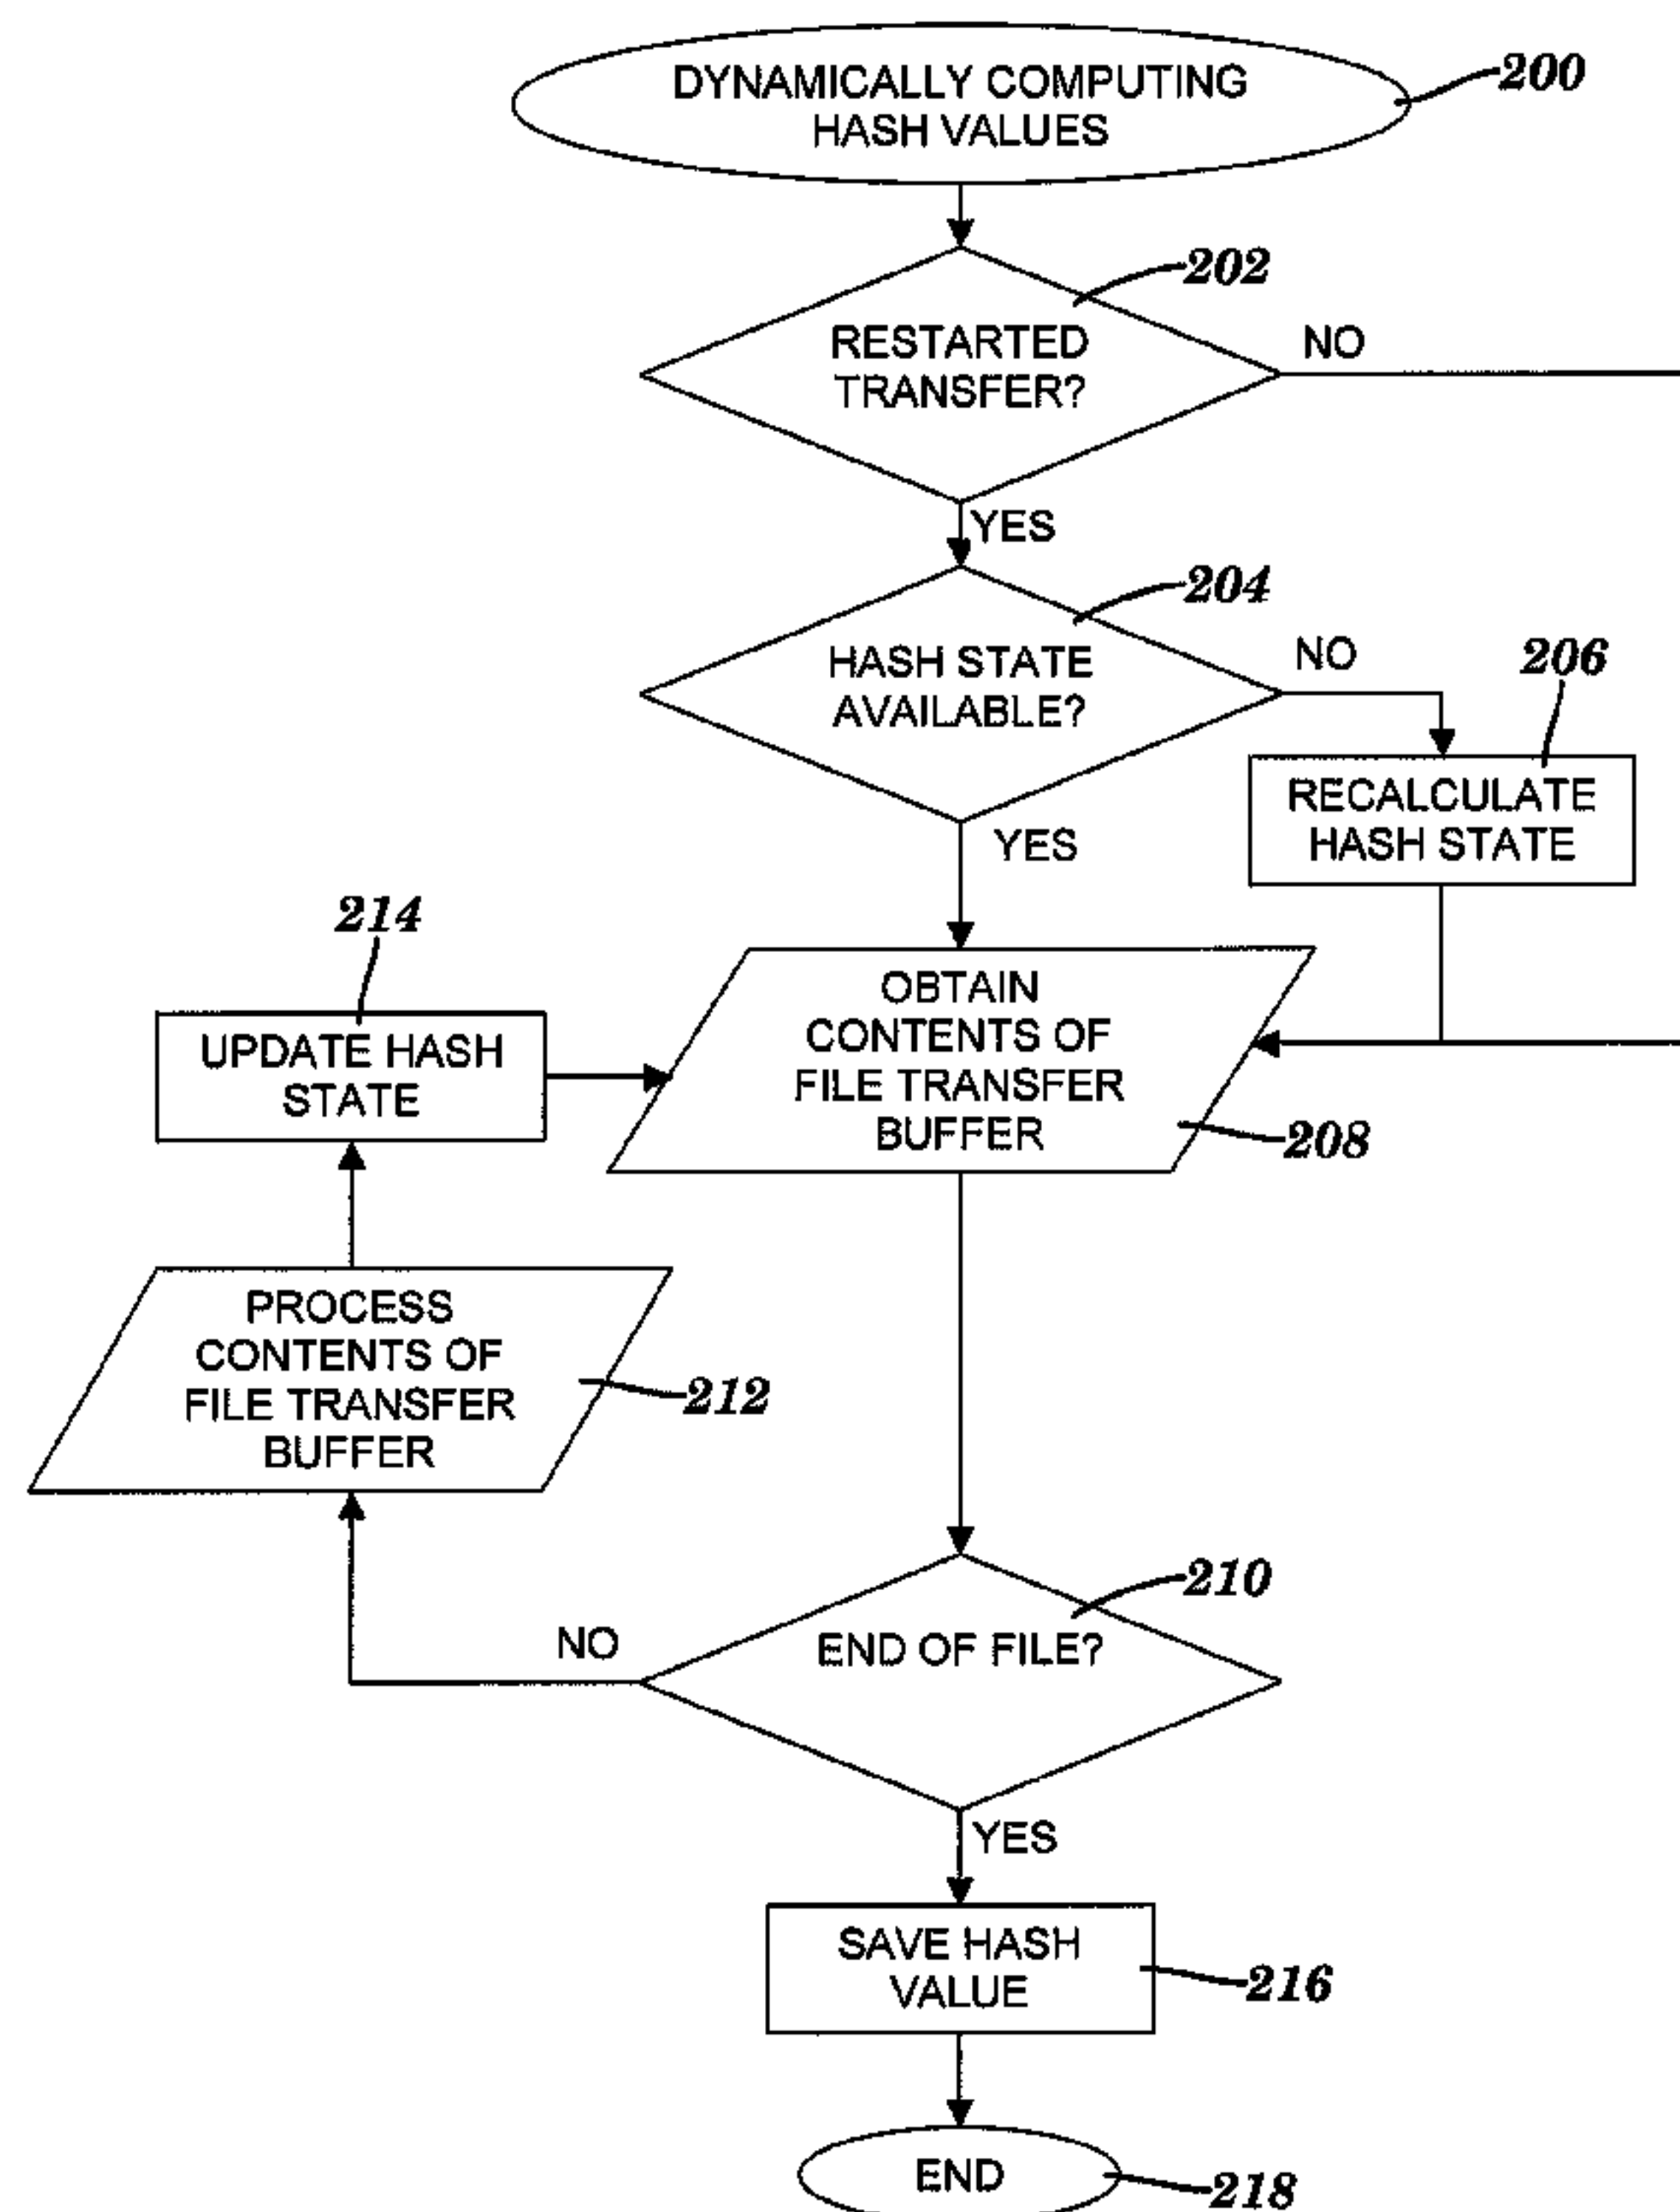 DYNAMICALLY COMPUTING
HASH VALUES
200
202
RESTARTED
TRANSFER?
NO
YES
204
HASH STATE
AVAILABLE?
NO
206
RECALCULATE
HASH STATE
YES
214
UPDATE HASH
STATE
OBTAIN
CONTENTS OF
FILE TRANSFER
BUFFER
208
PROCESS
CONTENTS OF
FILE TRANSFER
BUFFER
212
210
END OF FILE?
NO
YES
SAVE HASH
VALUE
216
END
218